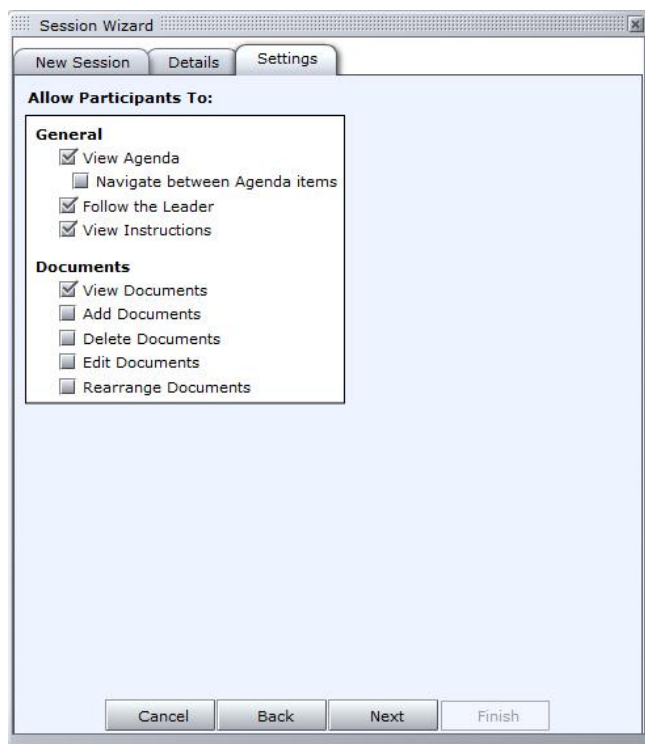 Session Wizard
New Session Details Settings
Allow Participants To:
General
View Agenda
Navigate between Agenda items
Follow the Leader
View Instructions
Documents
View Documents
Add Documents
Delete Documents
Edit Documents
Rearrange Documents
Cancel Back Next Finish